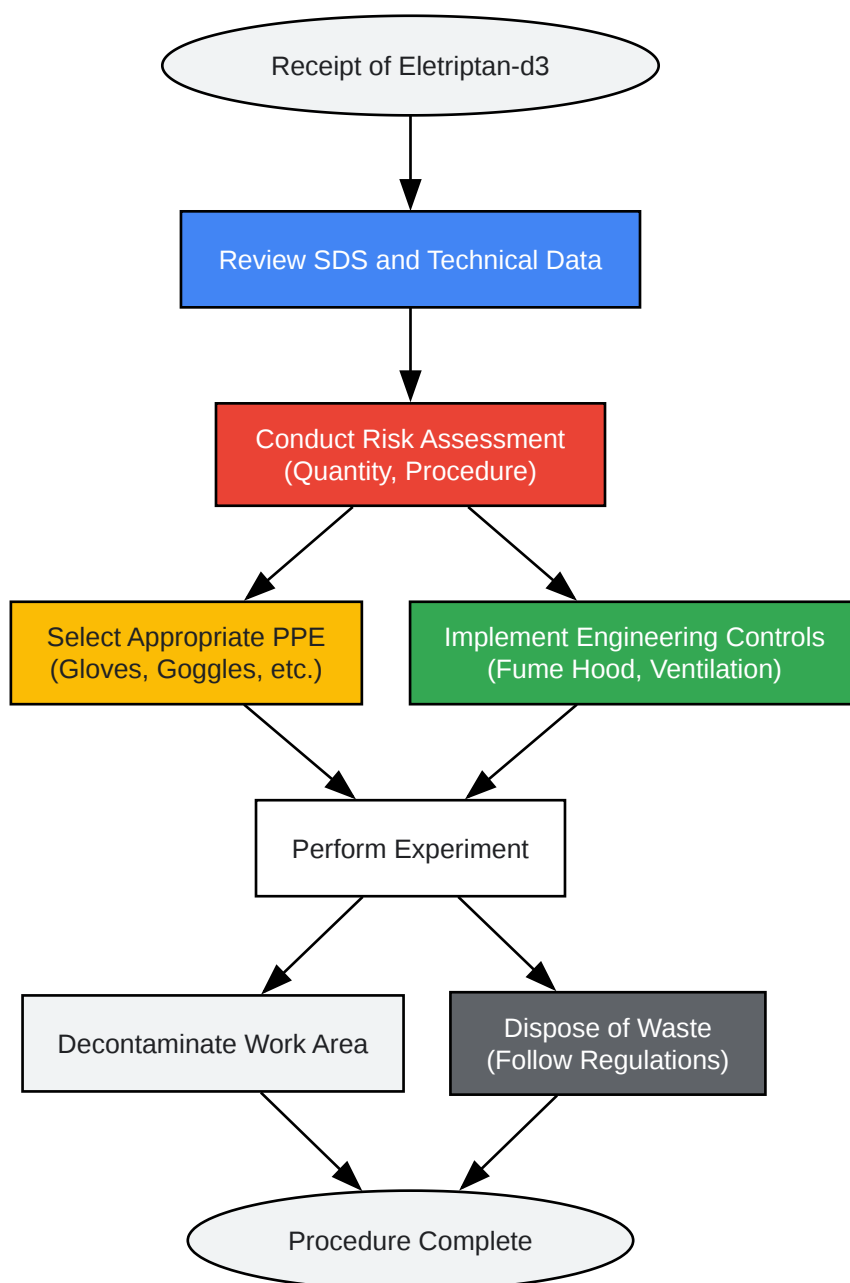 Receipt of Eletriptan-d3
Review SDS and Technical Data
Conduct Risk Assessment
(Quantity, Procedure)
Select Appropriate PPE
(Gloves, Goggles, etc.)
Implement Engineering Controls
(Fume Hood, Ventilation)
Perform Experiment
Decontaminate Work Area
Dispose of Waste
(Follow Regulations)
Procedure Complete